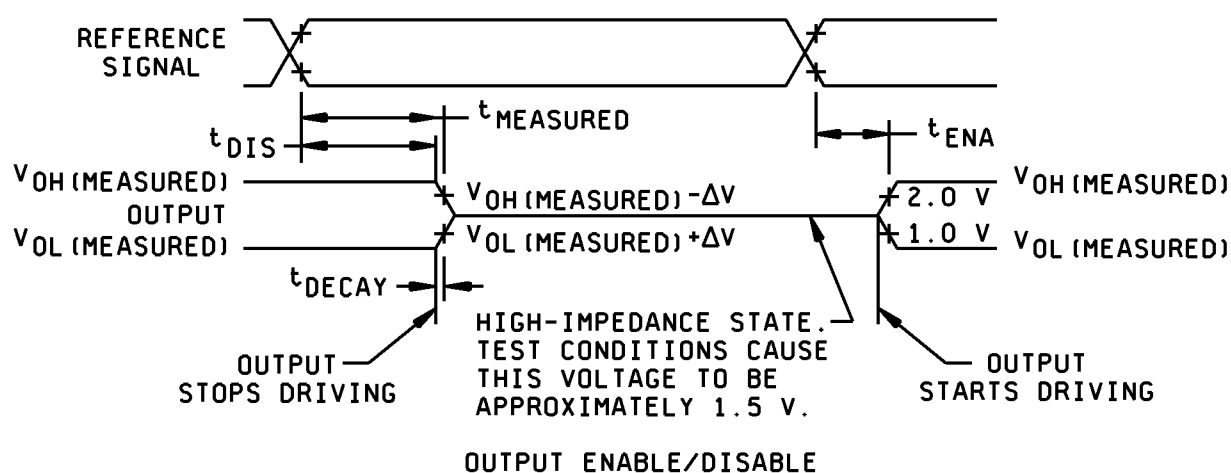 REFERENCE
SIGNAL
tMEASURED
tDIS
tENA
VOH(MEASURED)
VOH(MEASURED)-ΔV
2.0 V
VOH(MEASURED)
OUTPUT
VOL(MEASURED)
VOL(MEASURED)+ΔV
1.0 V
VOL(MEASURED)
tDECAY
HIGH-IMPEDANCE STATE.
TEST CONDITIONS CAUSE
THIS VOLTAGE TO BE
APPROXIMATELY 1.5 V.
OUTPUT
STOPS DRIVING
OUTPUT
STARTS DRIVING
OUTPUT ENABLE/DISABLE